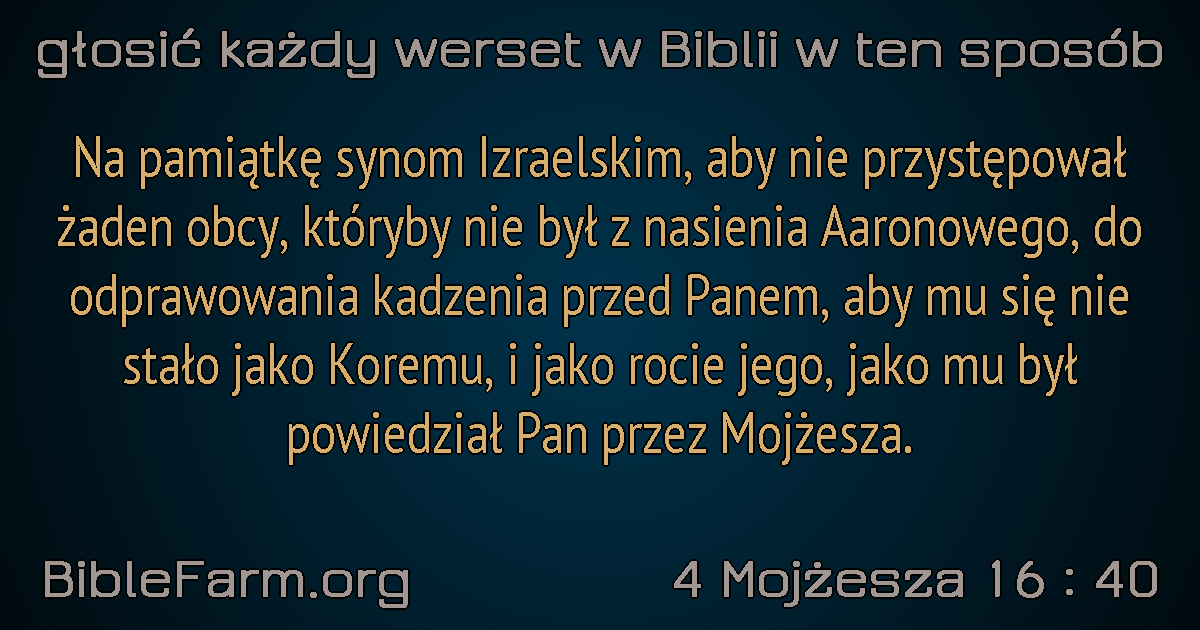 głosić każdy werset w Biblii w ten sposób
Na pamiątkę synom Izraelskim, aby nie przystępował
żaden obcy, któryby nie był z nasienia Aaronowego, do
odprawowania kadzenia przed Panem, aby mu się nie
stało jako Koremu, i jako rocie jego, jako mu był
powiedział Pan przez Mojżesza.
BibleFarm.org
4 Mojżesza 16 : 40